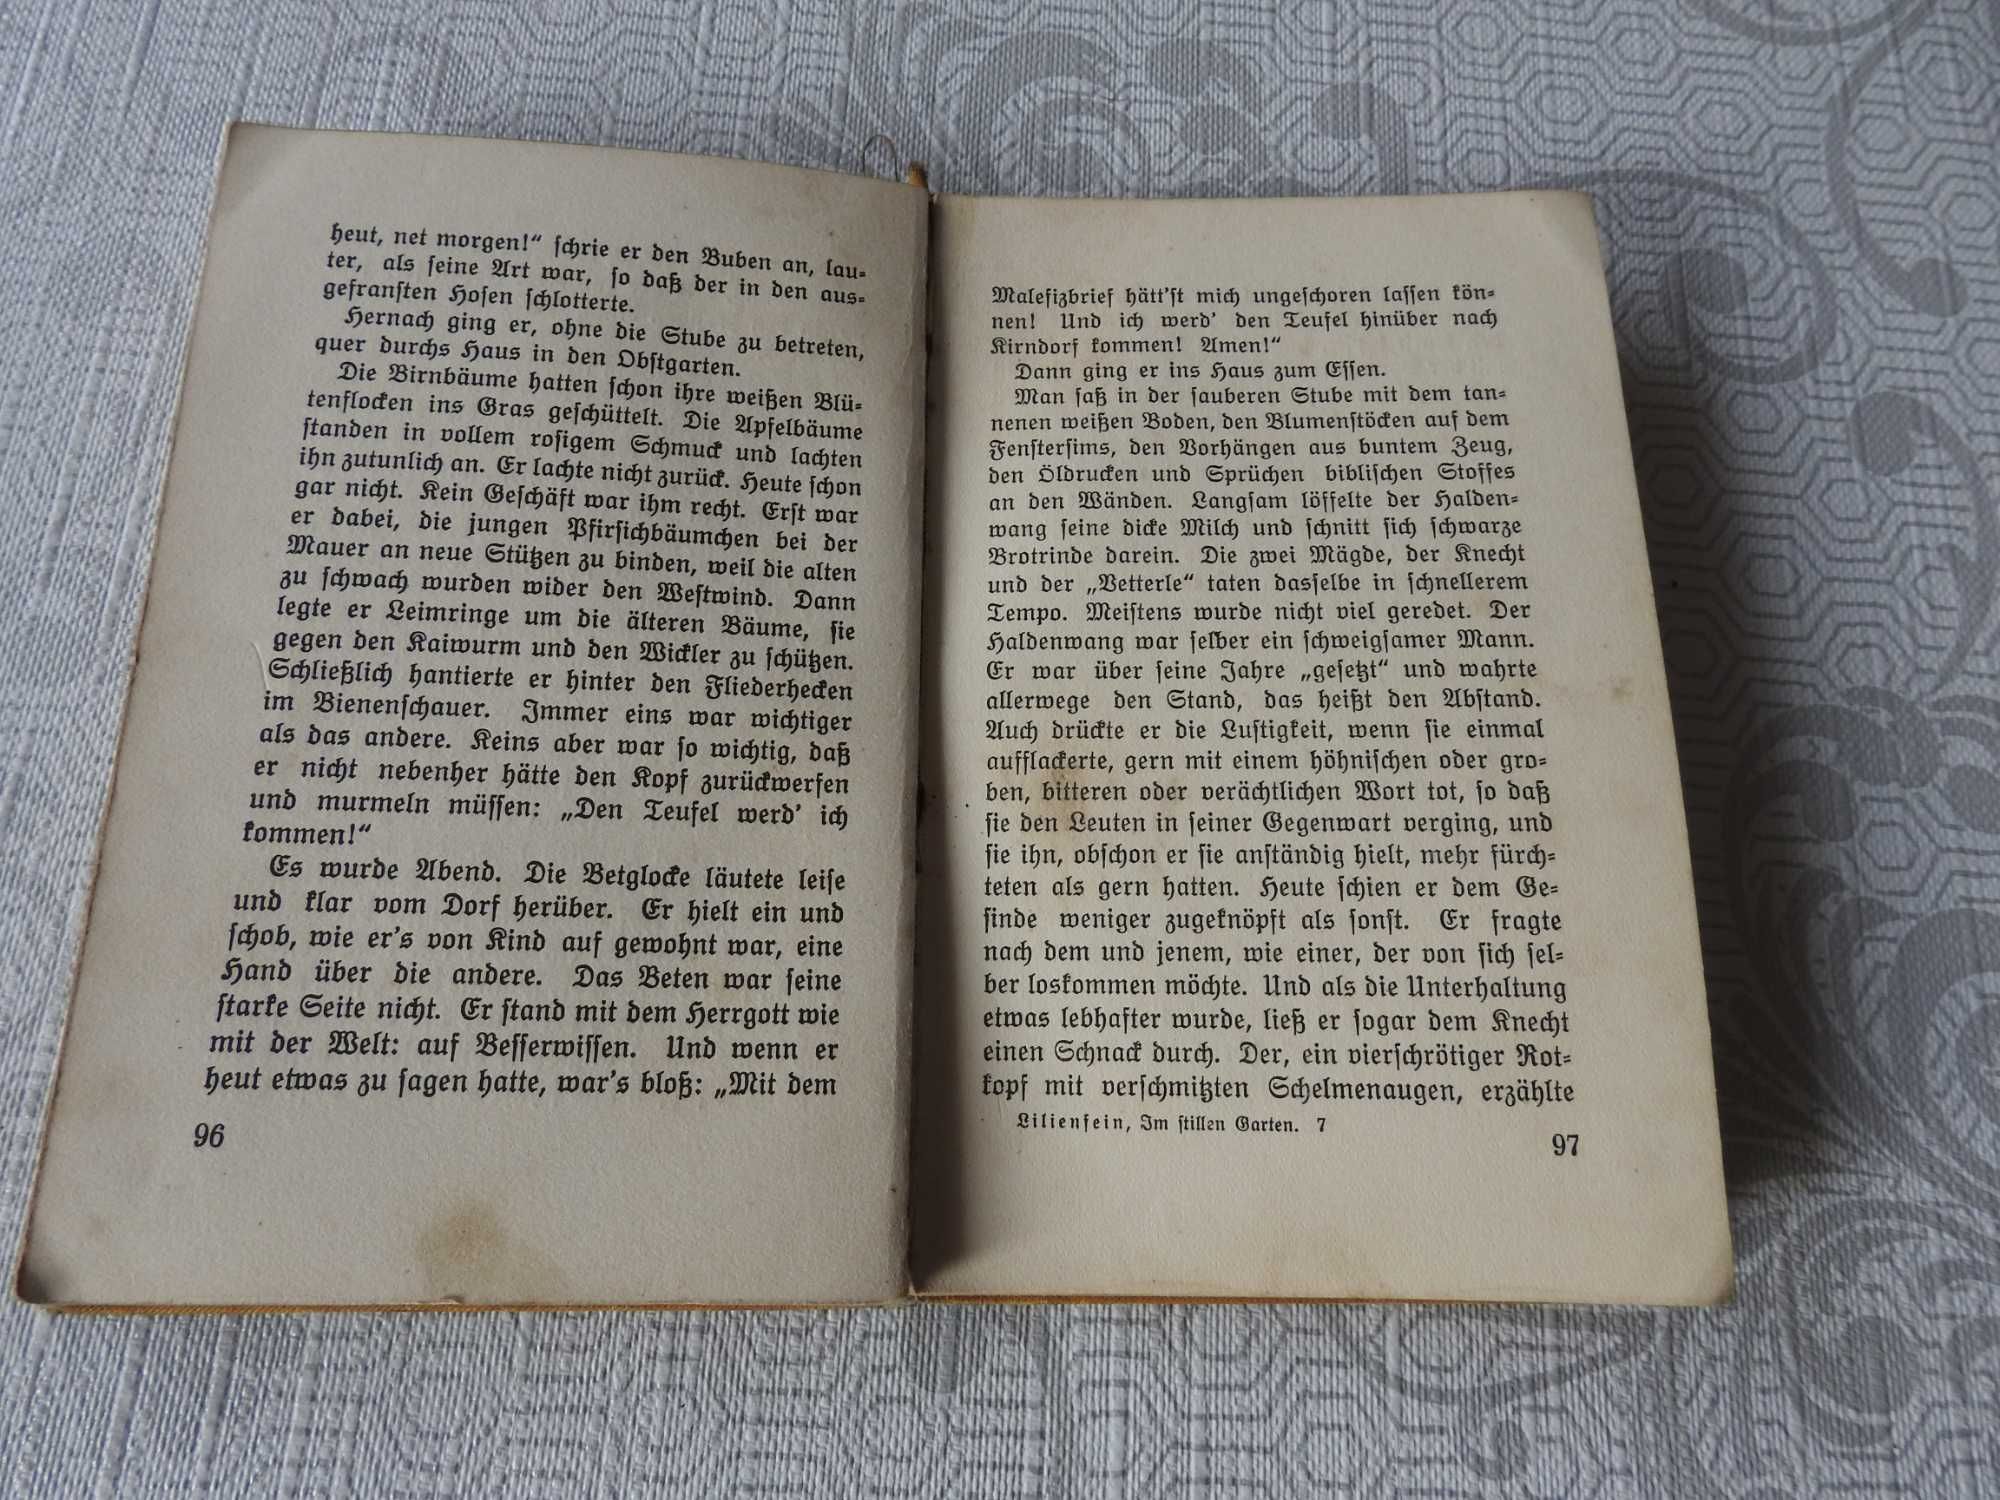 heut, net morgen!“ ſchrie er den Buben an, lau⸗
ter, als ſeine Art war, ſo daß der in den aus⸗
gefranſten Hoſen ſchlotterte.
Hernach ging er, ohne die Stube zu betreten,
quer durchs Haus in den Obſtgarten.
Die Birnbäume hatten ſchon ihre weißen Blü⸗
tenflocken ins Gras geſchüttelt. Die Apfelbäume
ſtanden in vollem roſigem Schmuck und lachten
ihn zutunlich an. Er lachte nicht zurück. Heute ſchon
gar nicht. Kein Geſchäft war ihm recht. Erſt war
er dabei, die jungen Pfirſichbäumchen bei der
Mauer an neue Stützen zu binden, weil die alten
zu ſchwach wurden wider den Weſtwind. Dann
legte er Leimringe um die älteren Bäume, ſie
gegen den Kaiwurm und den Wickler zu ſchützen.
Schließlich hantierte er hinter den Fliederhecken
im Bienenſchauer. Immer eins war wichtiger
als das andere. Keins aber war ſo wichtig, daß
er nicht nebenher hätte den Kopf zurückwerfen
und murmeln müſſen: „Den Teufel werd’ ich
kommen!“
Es wurde Abend. Die Betglocke läutete leiſe
und klar vom Dorf herüber. Er hielt ein und
ſchob, wie er’s von Kind auf gewohnt war, eine
Hand über die andere. Das Beten war ſeine
ſtarke Seite nicht. Er ſtand mit dem Herrgott wie
mit der Welt: auf Beſſerwiſſen. Und wenn er
heut etwas zu ſagen hatte, war’s bloß: „Mit dem
96
Malefizbrief hätt’ſt mich ungeſchoren laſſen kön⸗
nen! Und ich werd’ den Teufel hinüber nach
Kirndorf kommen! Amen!“
Dann ging er ins Haus zum Eſſen.
Man ſaß in der ſauberen Stube mit dem tan⸗
nenen weißen Boden, den Blumenſtöcken auf dem
Fenſterſims, den Vorhängen aus buntem Zeug,
den Öldrucken und Sprüchen bibliſchen Stoffes
an den Wänden. Langſam löffelte der Halden⸗
wang ſeine dicke Milch und ſchnitt ſich ſchwarze
Brotrinde darein. Die zwei Mägde, der Knecht
und der „Vetterle“ taten dasſelbe in ſchnellerem
Tempo. Meiſtens wurde nicht viel geredet. Der
Haldenwang war ſelber ein ſchweigſamer Mann.
Er war über ſeine Jahre „geſetzt“ und wahrte
allerwege den Stand, das heißt den Abſtand.
Auch drückte er die Luſtigkeit, wenn ſie einmal
aufflackerte, gern mit einem höhniſchen oder gro⸗
ben, bitteren oder verächtlichen Wort tot, ſo daß
ſie den Leuten in ſeiner Gegenwart verging, und
ſie ihn, obſchon er ſie anſtändig hielt, mehr fürch⸗
teten als gern hatten. Heute ſchien er dem Ge⸗
ſinde weniger zugeknöpft als ſonſt. Er fragte
nach dem und jenem, wie einer, der von ſich ſel⸗
ber loskommen möchte. Und als die Unterhaltung
etwas lebhafter wurde, ließ er ſogar dem Knecht
einen Schnack durch. Der, ein vierſchrötiger Rot⸗
kopf mit verſchmitzten Schelmenaugen, erzählte
Lilienfein, Im ſtillen Garten. 7
97